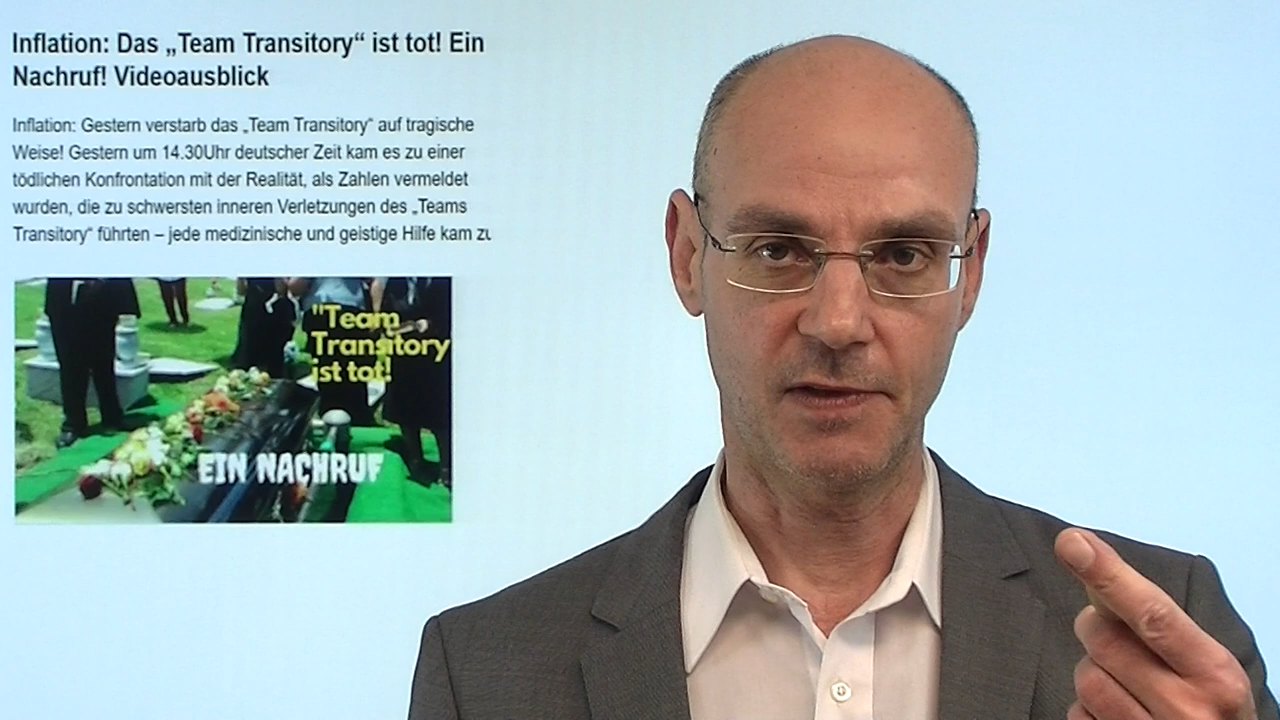 Inflation: Das „Team Transitory“ ist tot! Ein
Nachruf! Videoausblick
Inflation: Gestern verstarb das „Team Transitory“ auf tragische
Weise! Gestern um 14.30Uhr deutscher Zeit kam es zu einer
tödlichen Konfrontation mit der Realität, als Zahlen vermeldet
wurden, die zu schwersten inneren Verletzungen des „Teams
Transitory“ führten – jede medizinische und geistige Hilfe kam zu
"Team
Transitory
ist tot!
EIN NACHRUF